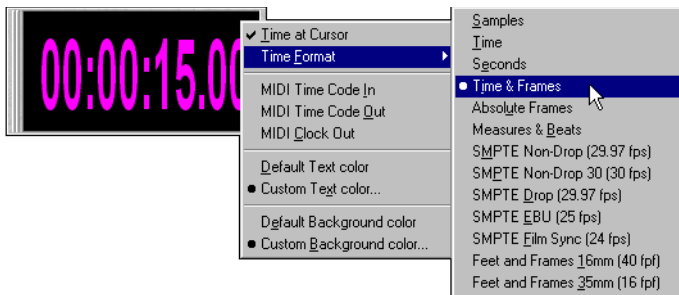 00:00:15.00
Time at Cursor
Time Format
MIDI Time Code In
MIDI Time Code Out
MIDI Clock Out
Default Text color
Custom Text color...
Default Background color
Custom Background color...
Samples
Time
Seconds
Time & Frames
Absolute Frames
Measures & Beats
SMPTE Non-Drop (29.97 fps)
SMPTE Non-Drop 30 (30 fps)
SMPTE Drop (29.97 fps)
SMPTE EBU (25 fps)
SMPTE Film Sync (24 fps)
Feet and Frames 16mm (40 fpf)
Feet and Frames 35mm (16 fpf)